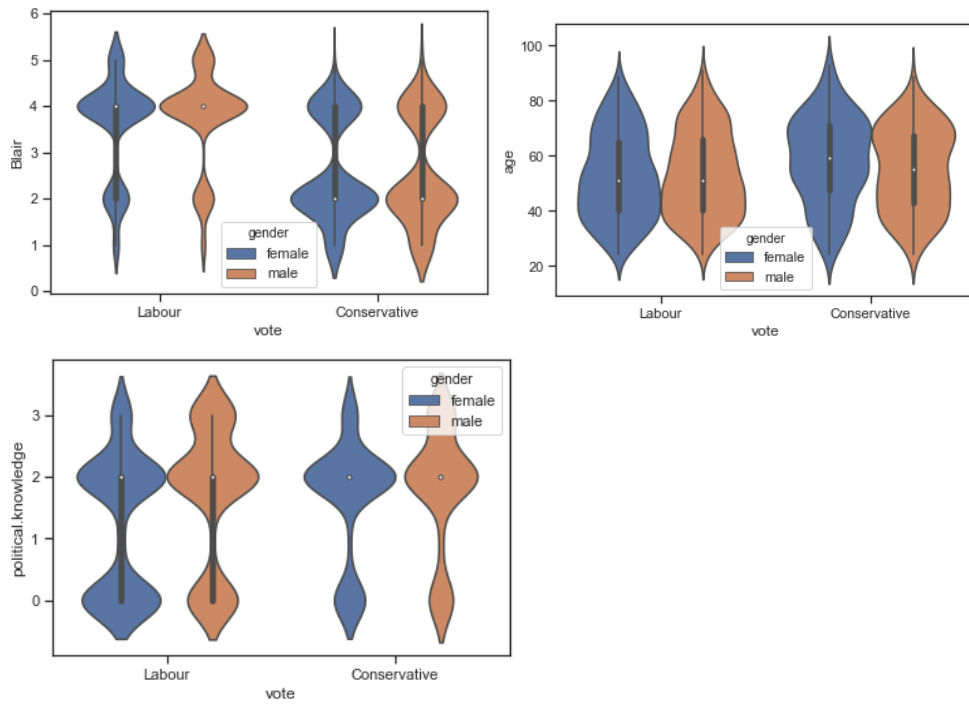 6
5
4
3
2
1
0
Blair
gender
female
male
Labour
Conservative
vote
100
80
60
40
20
age
gender
female
male
Labour
Conservative
vote
3
2
1
0
political.knowledge
gender
female
male
Labour
Conservative
vote